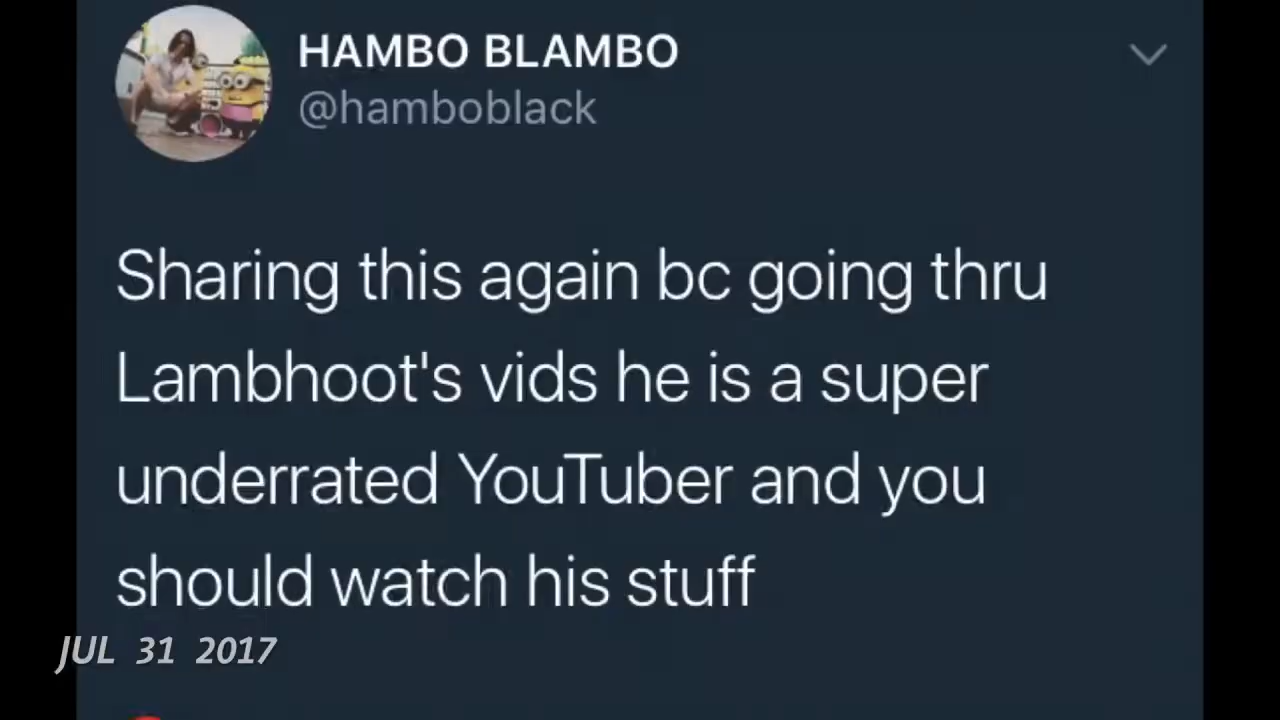 HAMBO BLAMBO
@hamboblack
Sharing this again bc going thru
Lambhoot's vids he is a super
underrated YouTuber and you
should watch his stuff
JUL 31 2017